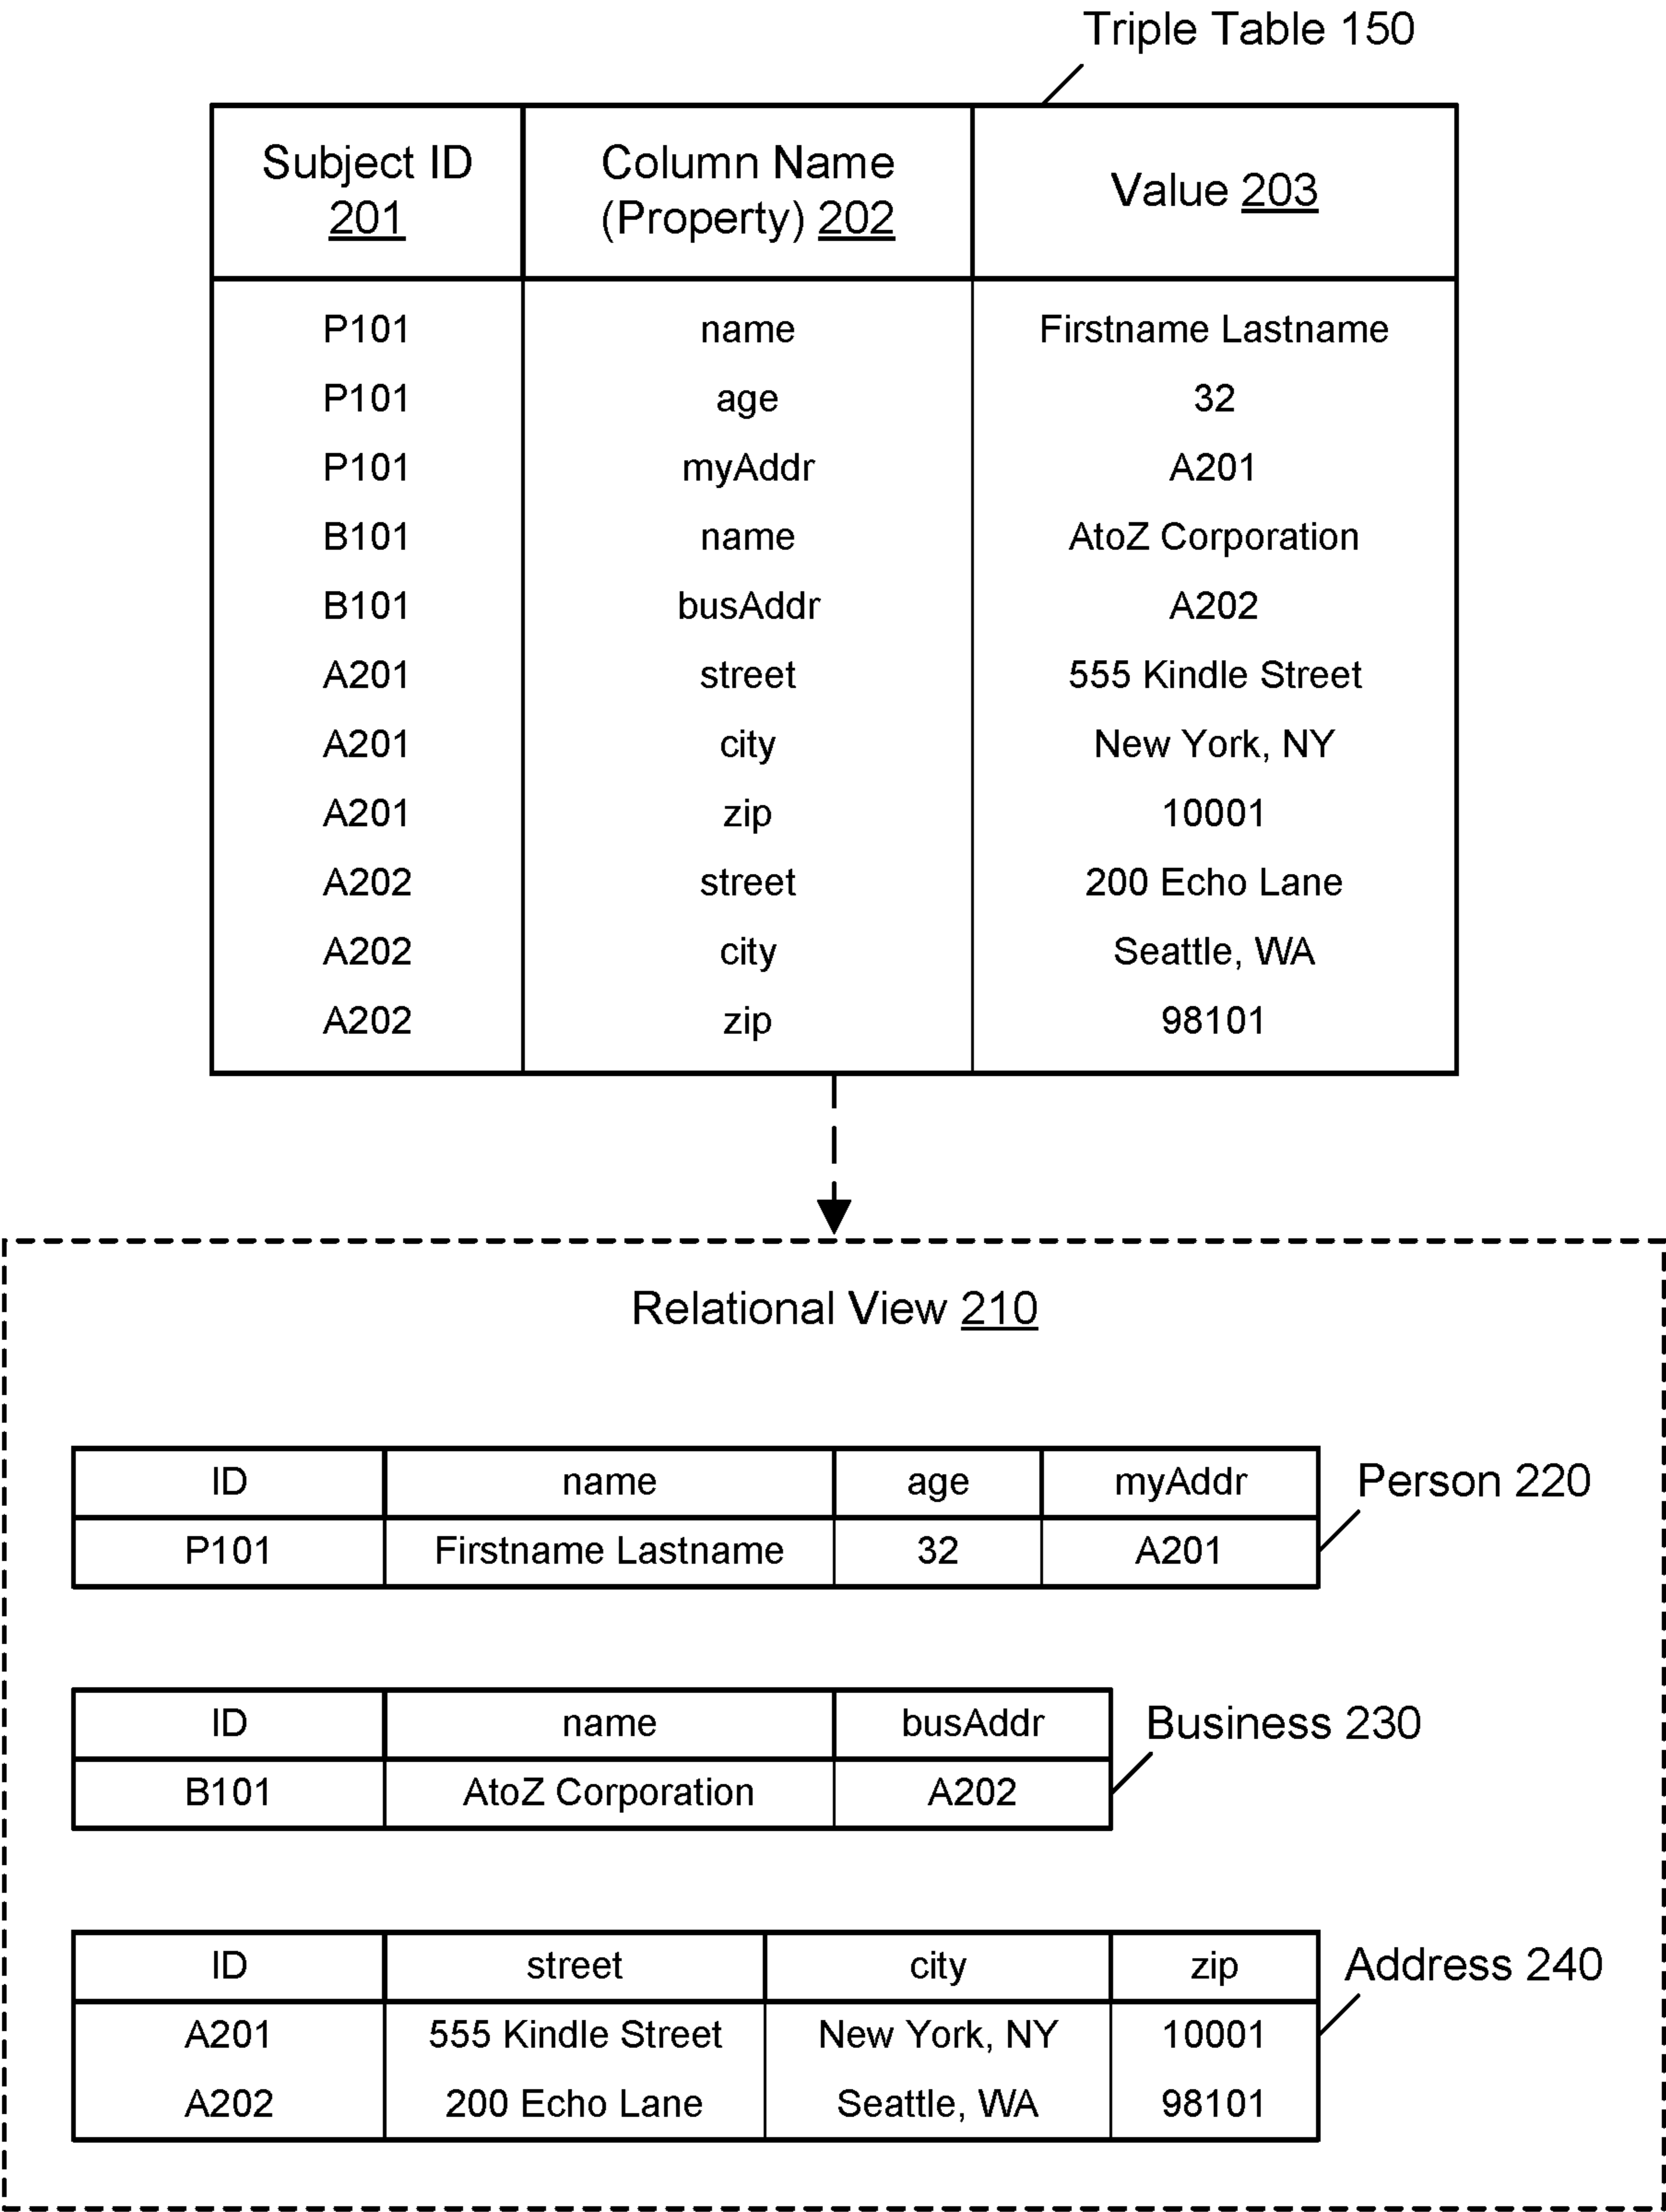 Triple Table 150
Subject ID 201 Column Name (Property) 202 Value 203
P101 name Firstname Lastname
P101 age 32
P101 myAddr A201
B101 name AtoZ Corporation
B101 busAddr A202
A201 street 555 Kindle Street
A201 city New York, NY
A201 zip 10001
A202 street 200 Echo Lane
A202 city Seattle, WA
A202 zip 98101
Relational View 210
ID name age myAddr
Person 220
P101 Firstname Lastname 32 A201
ID name busAddr
Business 230
B101 AtoZ Corporation A202
ID street city zip
Address 240
A201 555 Kindle Street New York, NY 10001
A202 200 Echo Lane Seattle, WA 98101